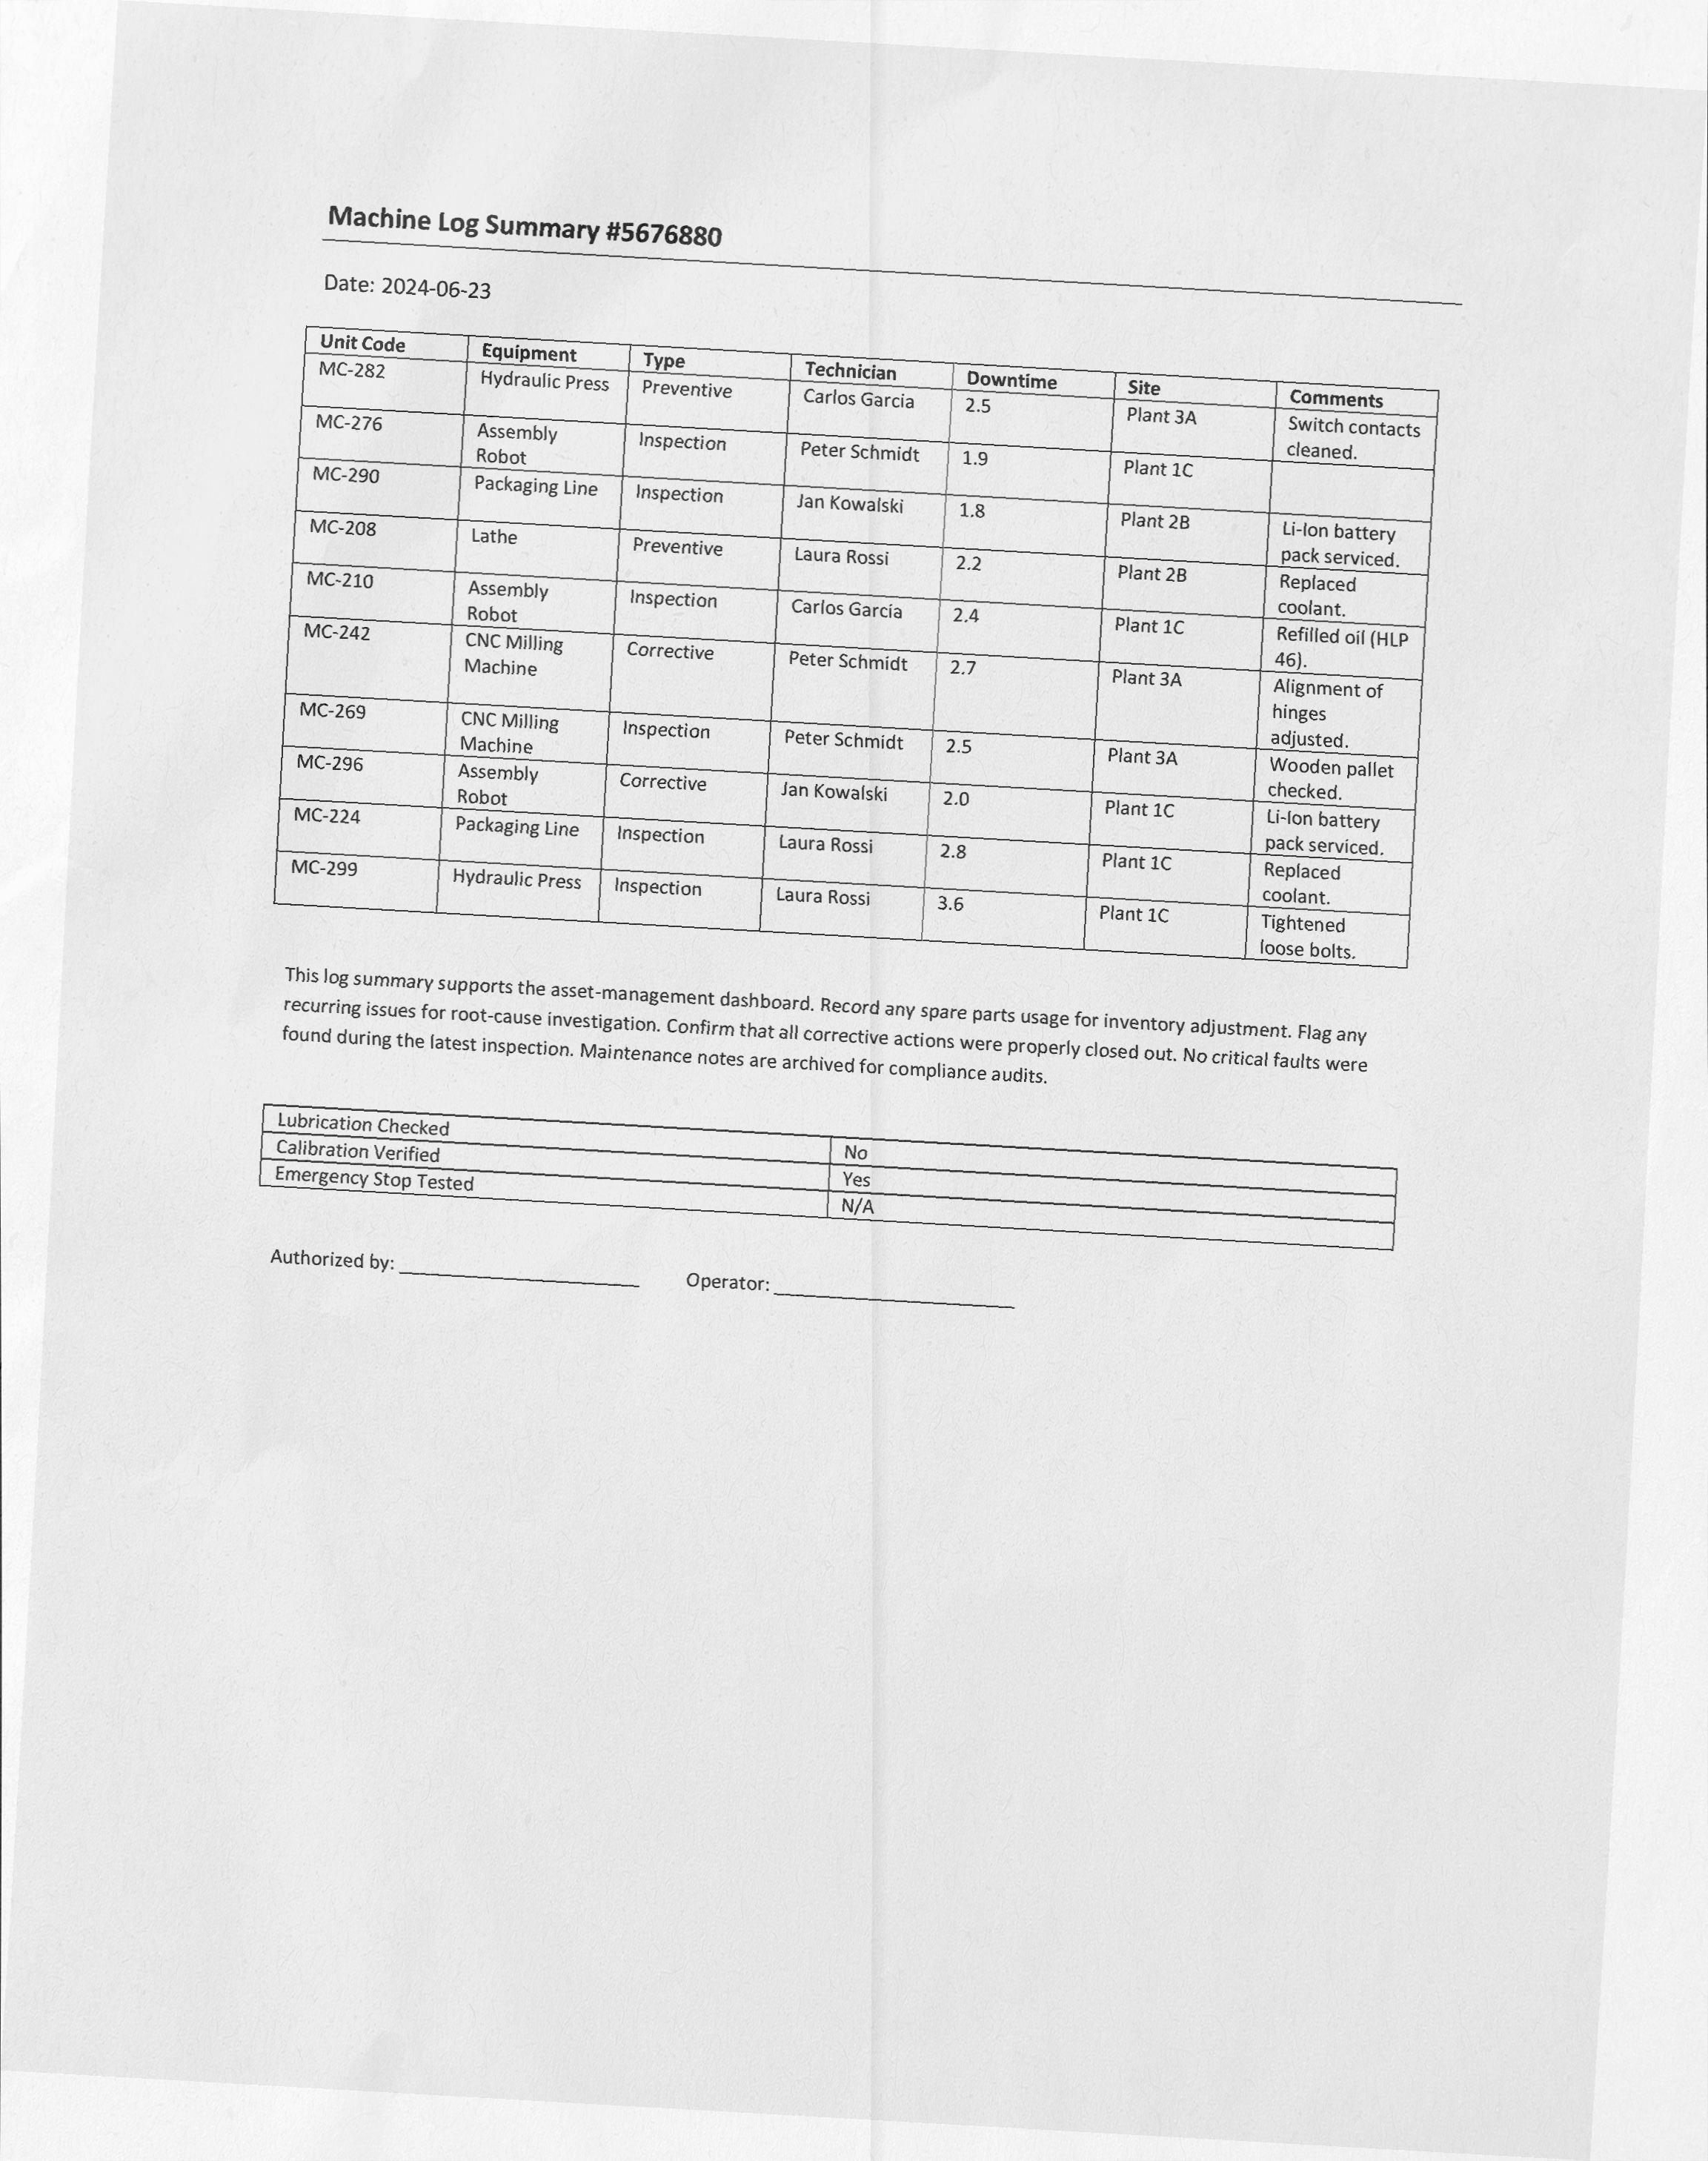 Machine Log Summary #5676880
Date: 2024-06-23
Unit Code Equipment Type Technician Downtime Site Comments
MC-282 Hydraulic Press Preventive Carlos Garcia 2.5 Plant 3A Switch contacts
cleaned.
MC-276 Assembly Inspection Peter Schmidt 1.9 Plant 1C
Robot
MC-290 Packaging Line Inspection Jan Kowalski 1.8 Plant 2B Li-Ion battery
pack serviced.
MC-208 Lathe Preventive Laura Rossi 2.2 Plant 2B Replaced
coolant.
MC-210 Assembly Inspection Carlos Garcia 2.4 Plant 1C Refilled oil (HLP
Robot 46).
MC-242 CNC Milling Corrective Peter Schmidt 2.7 Plant 3A Alignment of
Machine hinges
adjusted.
MC-269 CNC Milling Inspection Peter Schmidt 2.5 Plant 3A Wooden pallet
Machine checked.
MC-296 Assembly Corrective Jan Kowalski 2.0 Plant 1C Li-Ion battery
Robot pack serviced.
MC-224 Packaging Line Inspection Laura Rossi 2.8 Plant 1C Replaced
coolant.
MC-299 Hydraulic Press Inspection Laura Rossi 3.6 Plant 1C Tightened
loose bolts.
This log summary supports the asset-management dashboard. Record any spare parts usage for inventory adjustment. Flag any
recurring issues for root-cause investigation. Confirm that all corrective actions were properly closed out. No critical faults were
found during the latest inspection. Maintenance notes are archived for compliance audits.
Lubrication Checked No
Calibration Verified Yes
Emergency Stop Tested N/A
Authorized by: ____________________ Operator: ____________________